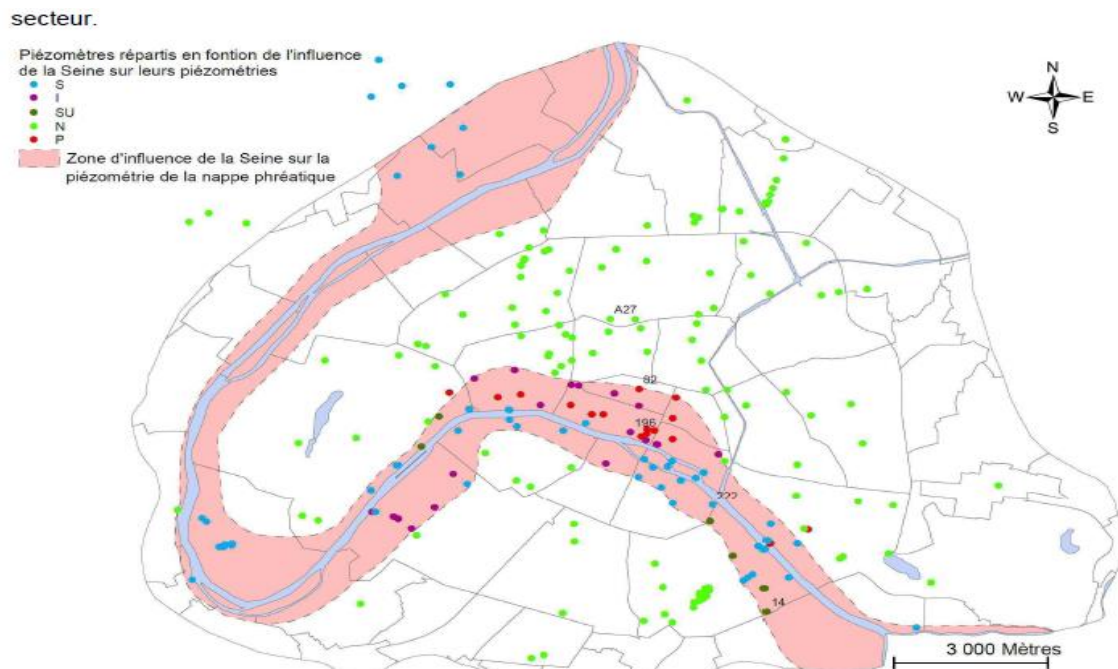 secteur.
Piézomètres répartis en fontion de l'influence
de la Seine sur leurs piézométries
S
I
SU
N
P
Zone d'influence de la Seine sur la
piézométrie de la nappe phréatique
N
W E
S
A27
82
196
222
14
3 000 Mètres